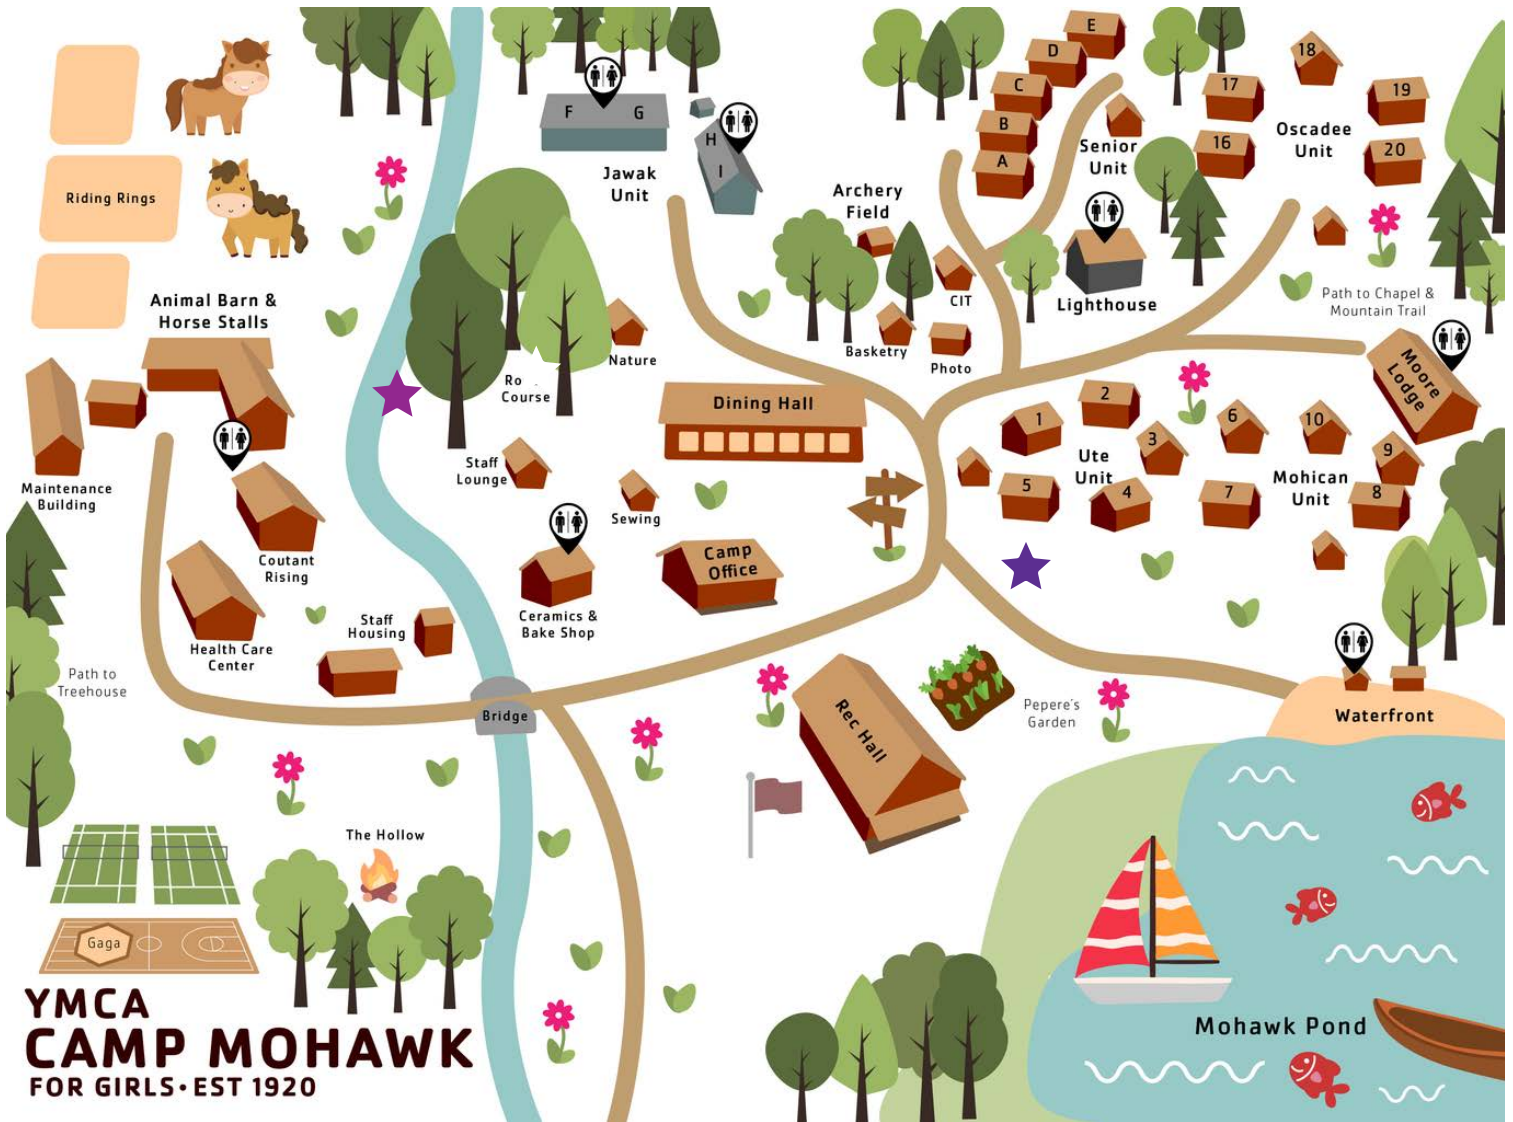 E
D
C
B
A
Senior
Unit
18
17
19
16
20
Oscadee
Unit
F
G
H
I
Jawak
Unit
Riding Rings
Archery
Field
CIT
Lighthouse
Path to Chapel &
Mountain Trail
Animal Barn &
Horse Stalls
Nature
Basketry
Photo
Moore
Lodge
Course
Dining Hall
1
2
3
4
5
Ute
Unit
6
10
9
7
8
Mohican
Unit
Staff
Lounge
Sewing
Maintenance
Building
Coutant
Rising
Camp
Office
Ceramics &
Bake Shop
Staff
Housing
Health Care
Center
Path to
Treehouse
Bridge
Rec Hall
Pepere's
Garden
Waterfront
The Hollow
Gaga
Mohawk Pond
YMCA
CAMP MOHAWK
FOR GIRLS•EST 1920